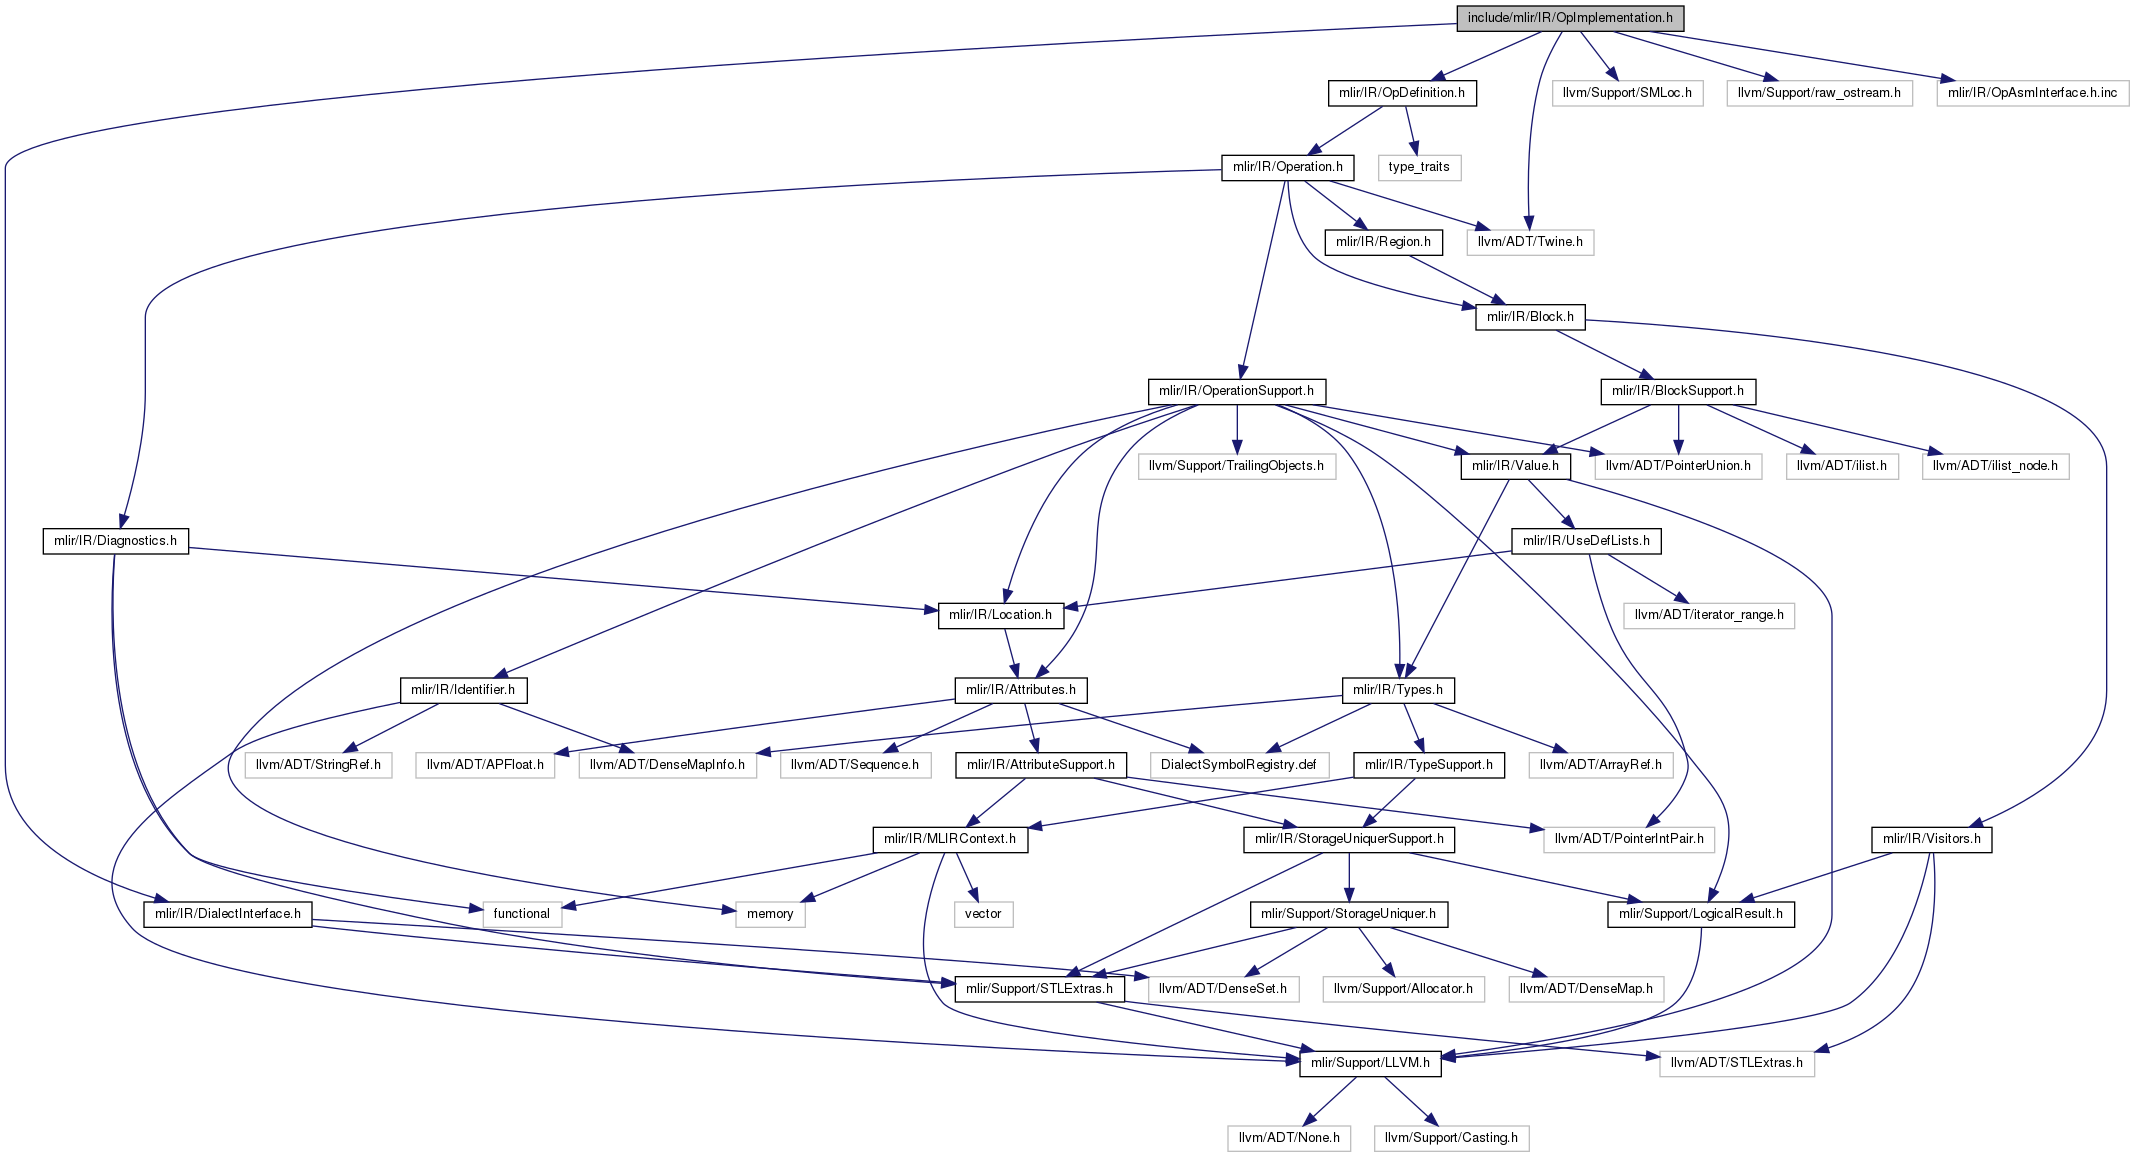 include/mlir/IR/OpImplementation.h
mlir/IR/OpDefinition.h
llvm/Support/SMLoc.h
llvm/Support/raw_ostream.h
mlir/IR/OpAsmInterface.h.inc
mlir/IR/Operation.h
type_traits
mlir/IR/Region.h
llvm/ADT/Twine.h
mlir/IR/Block.h
mlir/IR/OperationSupport.h
mlir/IR/BlockSupport.h
llvm/Support/TrailingObjects.h
mlir/IR/Value.h
llvm/ADT/PointerUnion.h
llvm/ADT/ilist.h
llvm/ADT/ilist_node.h
mlir/IR/Diagnostics.h
mlir/IR/UseDefLists.h
mlir/IR/Location.h
llvm/ADT/iterator_range.h
mlir/IR/Identifier.h
mlir/IR/Attributes.h
mlir/IR/Types.h
llvm/ADT/StringRef.h
llvm/ADT/APFloat.h
llvm/ADT/DenseMapInfo.h
llvm/ADT/Sequence.h
mlir/IR/AttributeSupport.h
DialectSymbolRegistry.def
mlir/IR/TypeSupport.h
llvm/ADT/ArrayRef.h
mlir/IR/MLIRContext.h
mlir/IR/StorageUniquerSupport.h
llvm/ADT/PointerIntPair.h
mlir/IR/Visitors.h
mlir/IR/DialectInterface.h
functional
memory
vector
mlir/Support/StorageUniquer.h
mlir/Support/LogicalResult.h
mlir/Support/STLExtras.h
llvm/ADT/DenseSet.h
llvm/Support/Allocator.h
llvm/ADT/DenseMap.h
mlir/Support/LLVM.h
llvm/ADT/STLExtras.h
llvm/ADT/None.h
llvm/Support/Casting.h